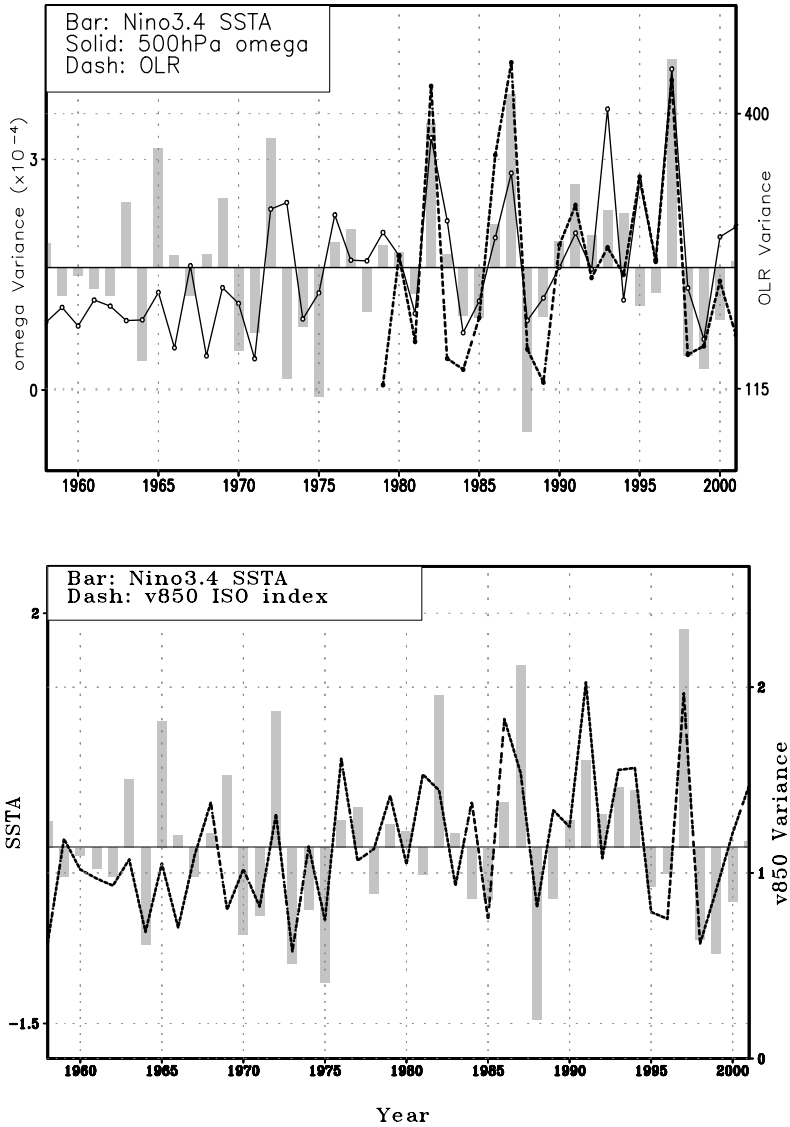 Bar: Nino3.4 SSTA
Solid: 500hPa omega
Dash: OLR
omega Variance (x10⁻⁴)
3
0
400
115
OLR Variance
1960 1965 1970 1975 1980 1985 1990 1995 2000
Bar: Nino3.4 SSTA
Dash: v850 ISO index
SSTA
2
-1.5
2
1
0
v850 Variance
1960 1965 1970 1975 1980 1985 1990 1995 2000
Year